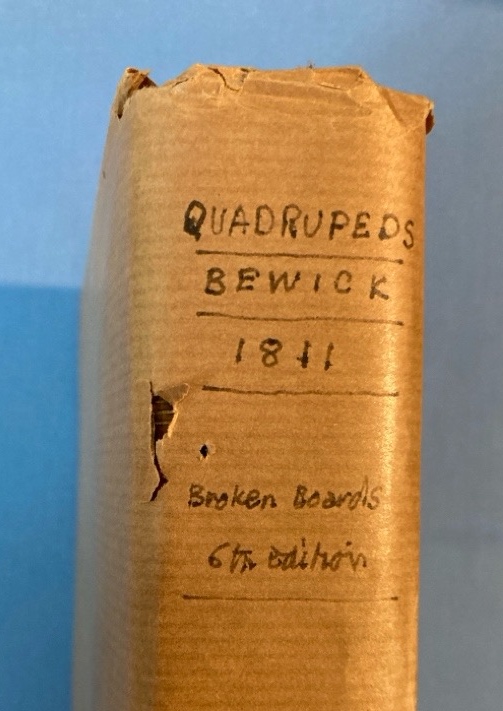 QUADRUPEDS
BEWICK
1811
Broken Boards
6th Edition